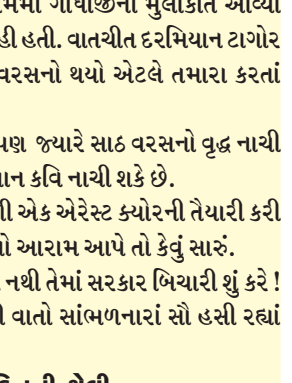 ગાંધીજીની મુલાકાતે આવ્યા
હી હતી. વાતચીત દરમિયાન ટાગોર
વરસનો થયો એટલે તમારા કરતાં
પણ જ્યારે સાઠ વરસનો વૃદ્ધ નાચી
ાન કવિ નાચી શકે છે.
ી એક એરેસ્ટ ક્યોરની તૈયારી કરી
ો આરામ આપે તો કેવું સારું.
નથી તેમાં સરકાર બિચારી શું કરે !
ી વાતો સાંભળનારાં સૌ હસી રહ્યાં